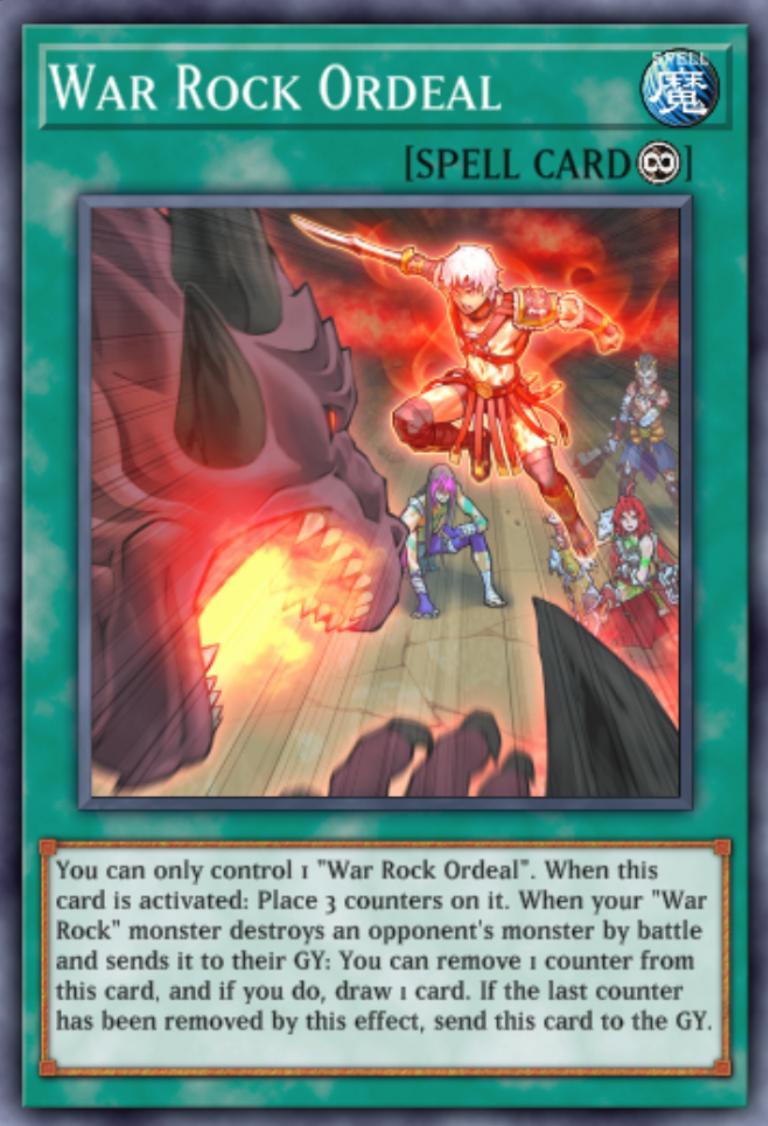 War Rock Ordeal
SPELL
魔
[SPELL CARD∞]
You can only control 1 "War Rock Ordeal". When this
card is activated: Place 3 counters on it. When your "War
Rock" monster destroys an opponent's monster by battle
and sends it to their GY: You can remove 1 counter from
this card, and if you do, draw 1 card. If the last counter
has been removed by this effect, send this card to the GY.